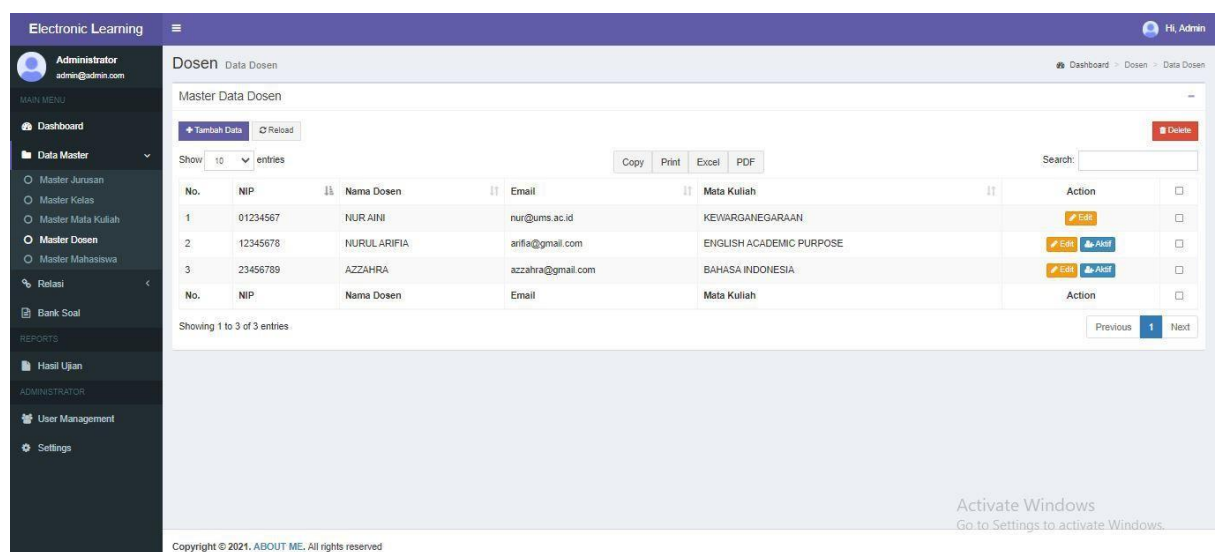 Electronic Learning
Hi, Admin
Administrator
admin@admin.com
Dosen Data Dosen
Dashboard > Dosen > Data Dosen
MAIN MENU
Dashboard
Data Master
Master Jurusan
Master Kelas
Master Mata Kuliah
Master Dosen
Master Mahasiswa
Relasi
Bank Soal
REPORTS
Hasil Ujian
ADMINISTRATOR
User Management
Settings
Master Data Dosen
Tambah Data Reload Delete
Show 10 entries Copy Print Excel PDF Search:
No. NIP Nama Dosen Email Mata Kuliah Action
1 01234567 NUR AINI nur@ums.ac.id KEWARGANEGARAAN Edit
2 12345678 NURUL ARIFIA arifia@gmail.com ENGLISH ACADEMIC PURPOSE Edit Aktif
3 23456789 AZZAHRA azzahra@gmail.com BAHASA INDONESIA Edit Aktif
No. NIP Nama Dosen Email Mata Kuliah Action
Showing 1 to 3 of 3 entries Previous 1 Next
Activate Windows
Go to Settings to activate Windows.
Copyright © 2021. ABOUT ME. All rights reserved